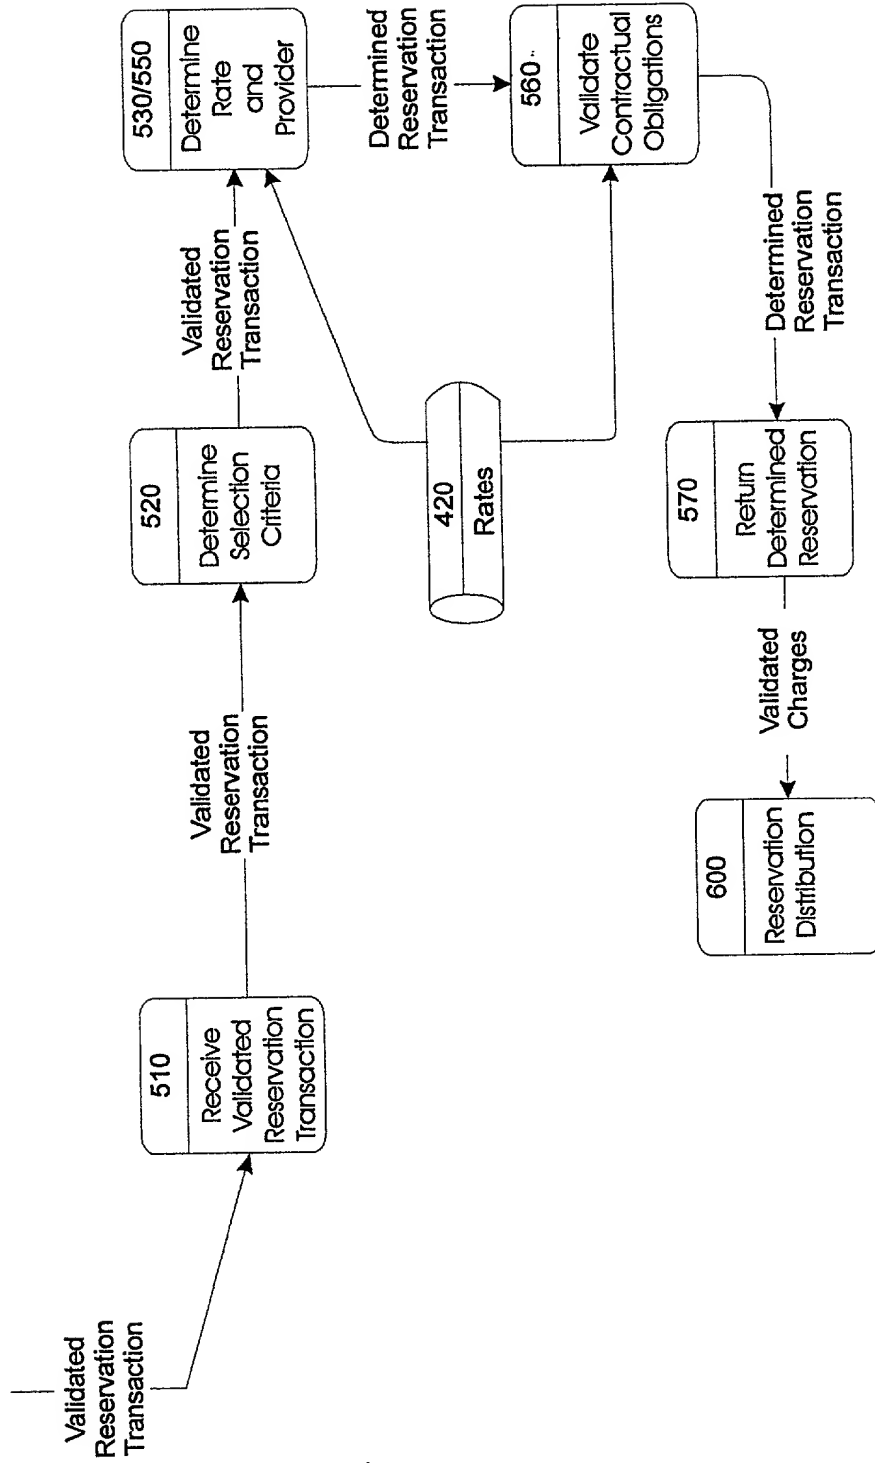 Validated
Reservation
Transaction
510
Receive
Validated
Reservation
Transaction
Validated
Reservation
Transaction
520
Determine
Selection
Criteria
Validated
Reservation
Transaction
530/550
Determine
Rate
and
Provider
Determined
Reservation
Transaction
420
Rates
560
Validate
Contractual
Obligations
Determined
Reservation
Transaction
570
Return
Determined
Reservation
Validated
Charges
600
Reservation
Distribution